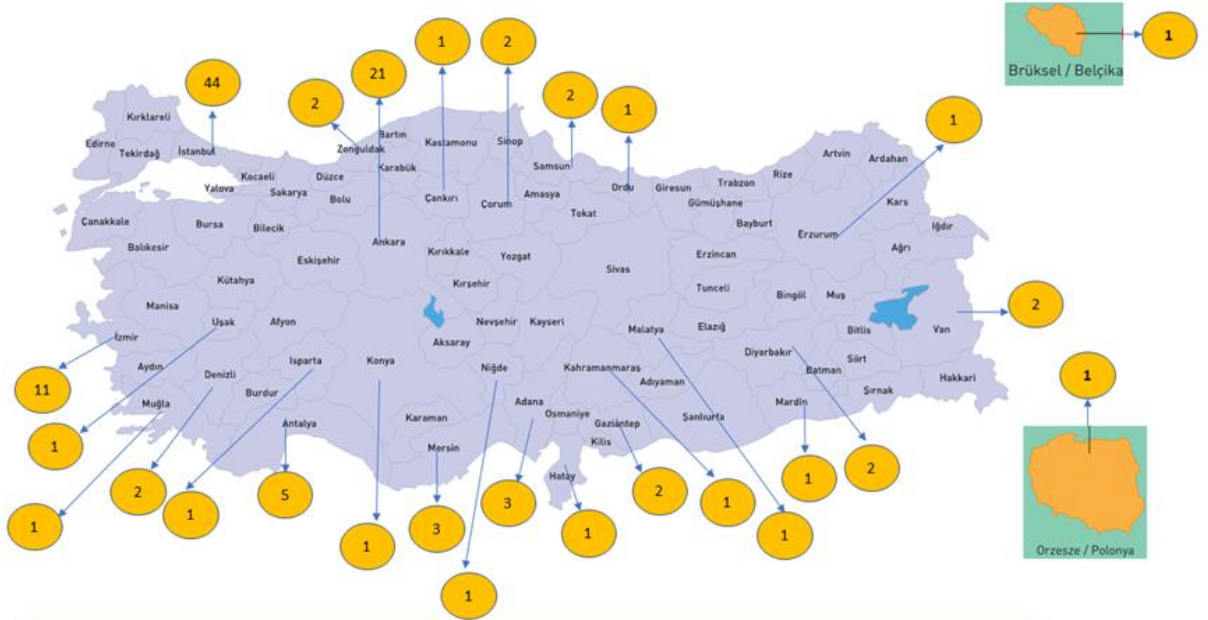 1
2
21
44
2
2
1
1
Brüksel / Belçika
1
Kırklareli
Edirne
Tekirdağ
İstanbul
Zonguldak
Bartın
Kastamonu
Sinop
Karabük
Samsun
Artvin
Ardahan
Rize
Kocaeli
Düzce
Yalova
Sakarya
Bolu
Çankırı
Çorum
Amasya
Ordu
Giresun
Trabzon
Gümüşhane
Kars
Tokat
Bayburt
Çanakkale
Bursa
Bilecik
Erzurum
Iğdır
Balıkesir
Ankara
Kırıkkale
Yozgat
Erzincan
Ağrı
Eskişehir
Sivas
Kütahya
Kırşehir
Tunceli
Bingöl
Muş
Manisa
Uşak
Afyon
Nevşehir
Kayseri
Malatya
Elazığ
Bitlis
Van
2
İzmir
Aksaray
Diyarbakır
Siirt
Batman
Isparta
Konya
Aydın
Denizli
Niğde
Kahramanmaraş
Adıyaman
Hakkari
Şırnak
11
Burdur
Muğla
Adana
Osmaniye
Mardin
Karaman
Antalya
Gaziantep
Şanlıurfa
Kilis
Mersin
Hatay
1
1
2
1
1
5
1
3
3
1
2
1
1
1
2
1
1
Orzesze / Polonya